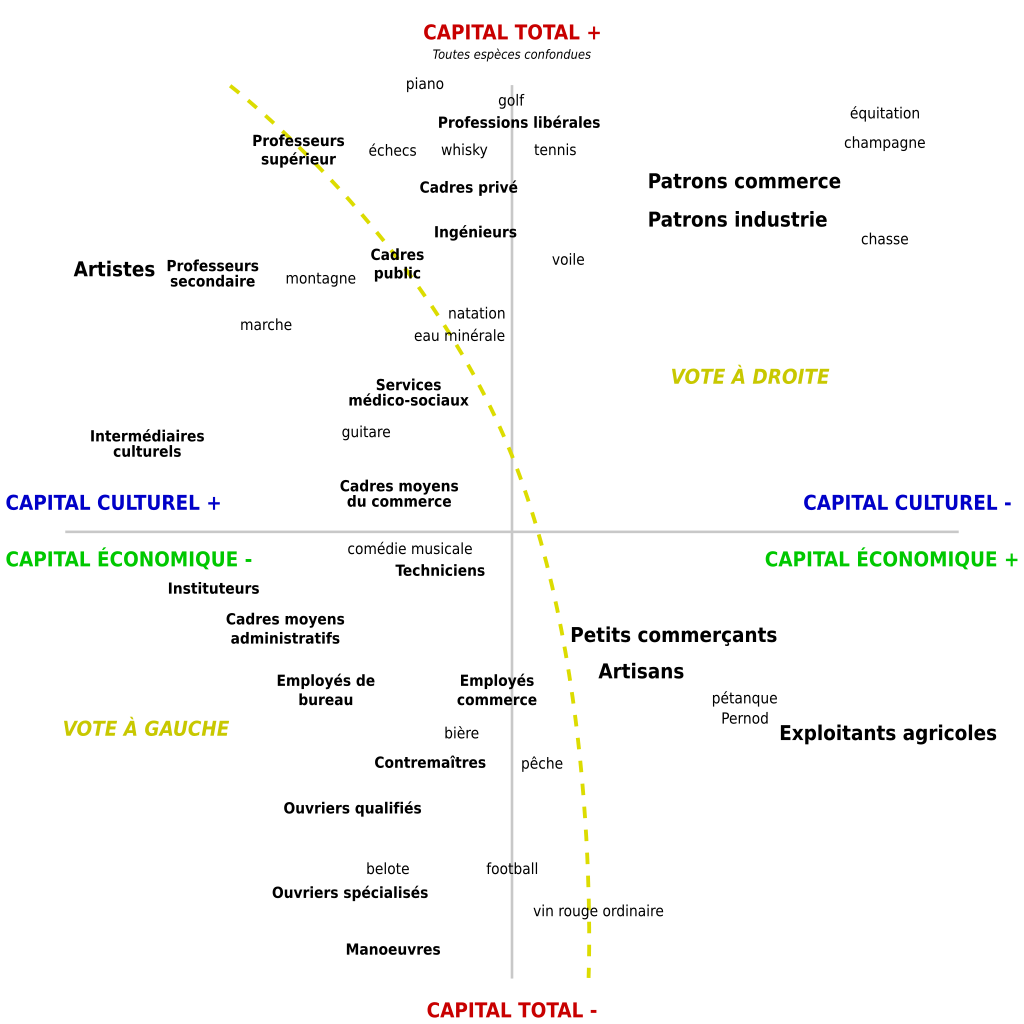 CAPITAL TOTAL +
Toutes espèces confondues
piano
golf
équitation
Professions libérales
Professeurs
supérieur
échecs
whisky
tennis
champagne
Cadres privé
Patrons commerce
Patrons industrie
Ingénieurs
chasse
Cadres
public
voile
Artistes
Professeurs
secondaire
montagne
natation
marche
eau minérale
VOTE À DROITE
Services
médico-sociaux
guitare
Intermédiaires
culturels
Cadres moyens
du commerce
CAPITAL CULTUREL +
CAPITAL CULTUREL -
CAPITAL ÉCONOMIQUE -
CAPITAL ÉCONOMIQUE +
comédie musicale
Techniciens
Instituteurs
Cadres moyens
administratifs
Petits commerçants
Artisans
Employés de
bureau
Employés
commerce
pétanque
Pernod
VOTE À GAUCHE
bière
Exploitants agricoles
Contremaîtres
pêche
Ouvriers qualifiés
belote
football
Ouvriers spécialisés
vin rouge ordinaire
Manoeuvres
CAPITAL TOTAL -